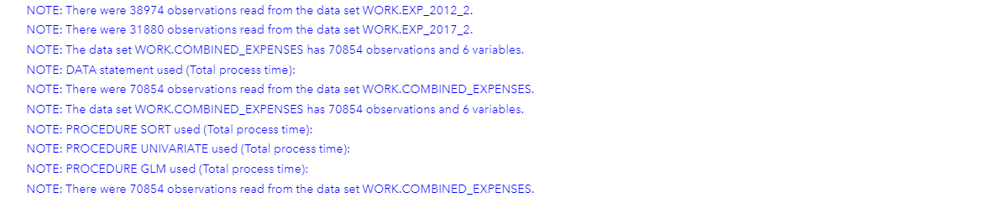 NOTE: There were 38974 observations read from the data set WORK.EXP_2012_2.
NOTE: There were 31880 observations read from the data set WORK.EXP_2017_2.
NOTE: The data set WORK.COMBINED_EXPENSES has 70854 observations and 6 variables.
NOTE: DATA statement used (Total process time):
NOTE: There were 70854 observations read from the data set WORK.COMBINED_EXPENSES.
NOTE: The data set WORK.COMBINED_EXPENSES has 70854 observations and 6 variables.
NOTE: PROCEDURE SORT used (Total process time):
NOTE: PROCEDURE UNIVARIATE used (Total process time):
NOTE: PROCEDURE GLM used (Total process time):
NOTE: There were 70854 observations read from the data set WORK.COMBINED_EXPENSES.